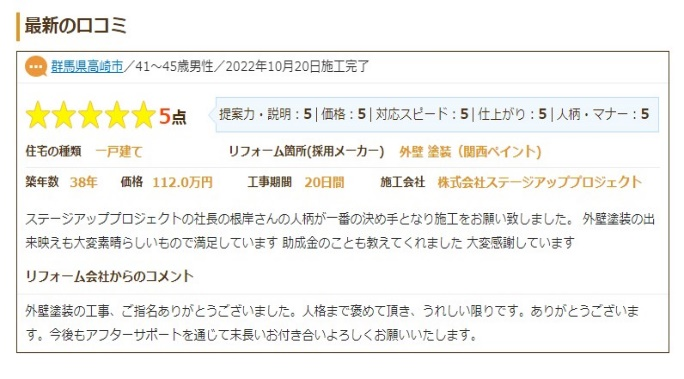 最新の口コミ
群馬県高崎市／41～45歳男性／2022年10月20日施工完了
5点 提案力・説明：5 | 価格：5 | 対応スピード：5 | 仕上がり：5 | 人柄・マナー：5
住宅の種類 一戸建て リフォーム箇所(採用メーカー) 外壁 塗装（関西ペイント）
築年数 38年 価格 112.0万円 工事期間 20日間 施工会社 株式会社ステージアッププロジェクト
ステージアッププロジェクトの社長の根岸さんの人柄が一番の決め手となり施工をお願い致しました。 外壁塗装の出
来映えも大変素晴らしいもので満足しています 助成金のことも教えてくれました 大変感謝しています
リフォーム会社からのコメント
外壁塗装の工事、ご指名ありがとうございました。人格まで褒めて頂き、うれしい限りです。ありがとうございま
す。今後もアフターサポートを通じて末長いお付き合いよろしくお願いいたします。